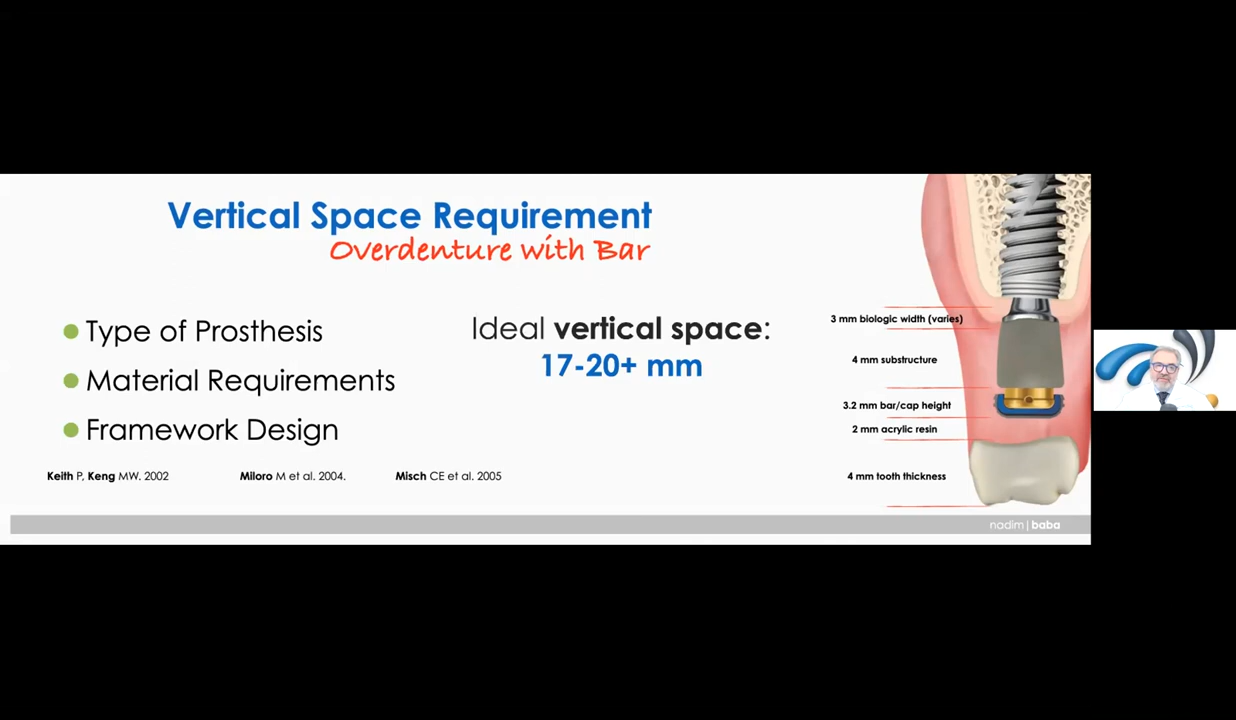 Vertical Space Requirement
Overdenture with Bar
Type of Prosthesis
Material Requirements
Framework Design
Ideal vertical space:
17-20+ mm
Keith P, Keng MW. 2002
Miloro M et al. 2004.
Misch CE et al. 2005
3 mm biologic width (varies)
4 mm substructure
3.2 mm bar/cap height
2 mm acrylic resin
4 mm tooth thickness
nadim | baba